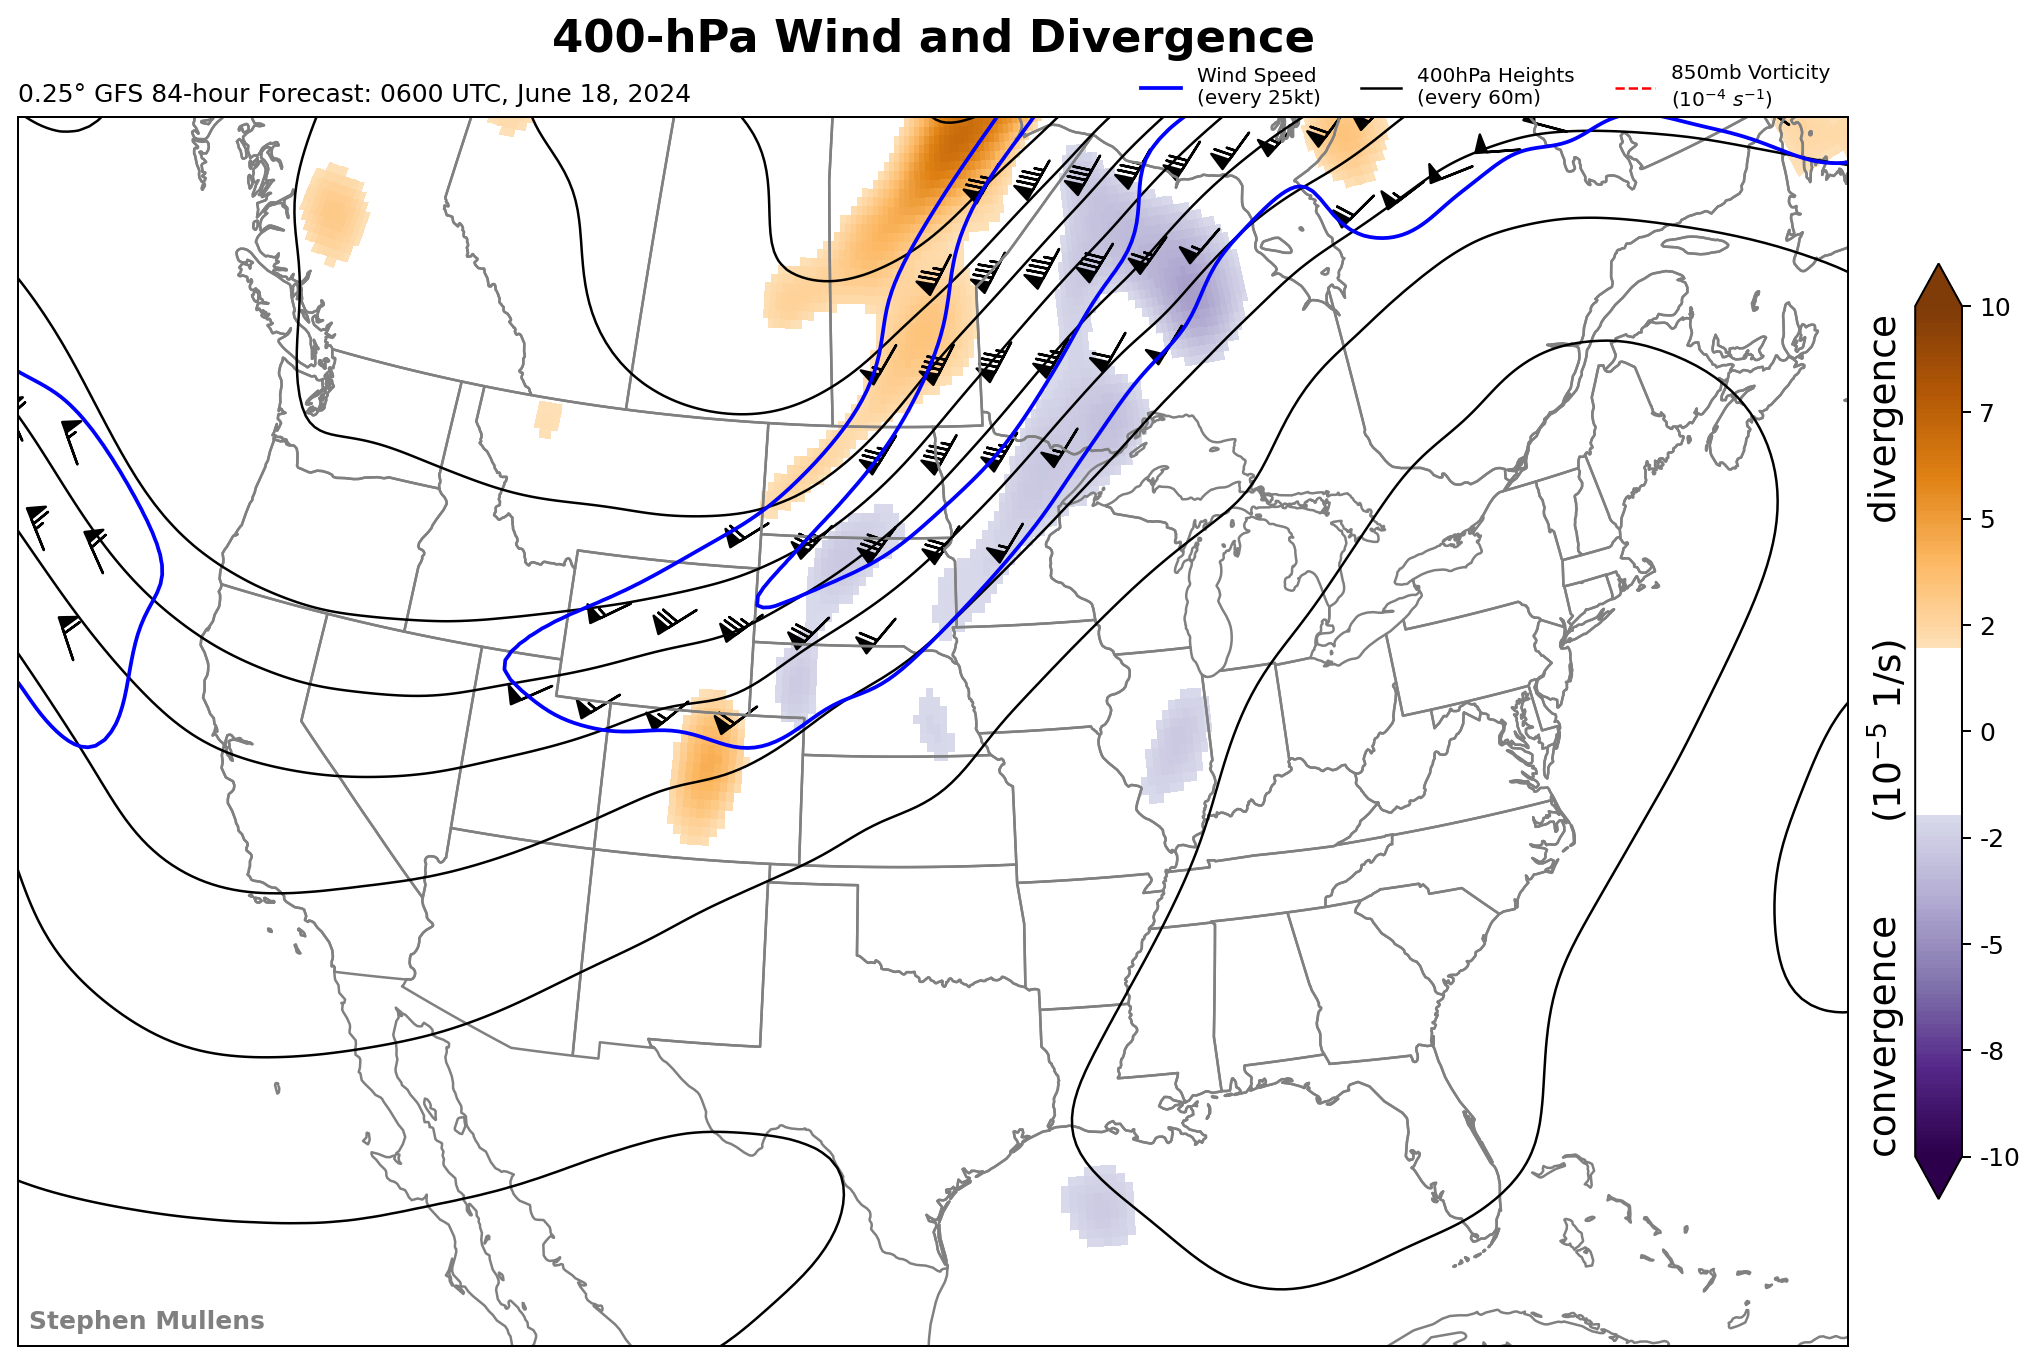 400-hPa Wind and Divergence
0.25° GFS 84-hour Forecast: 0600 UTC, June 18, 2024
Wind Speed
(every 25kt)
400hPa Heights
(every 60m)
850mb Vorticity
(10⁻⁴ s⁻¹)
10
7
5
2
0
-2
-5
-8
-10
convergence (10⁻⁵ 1/s) divergence
Stephen Mullens